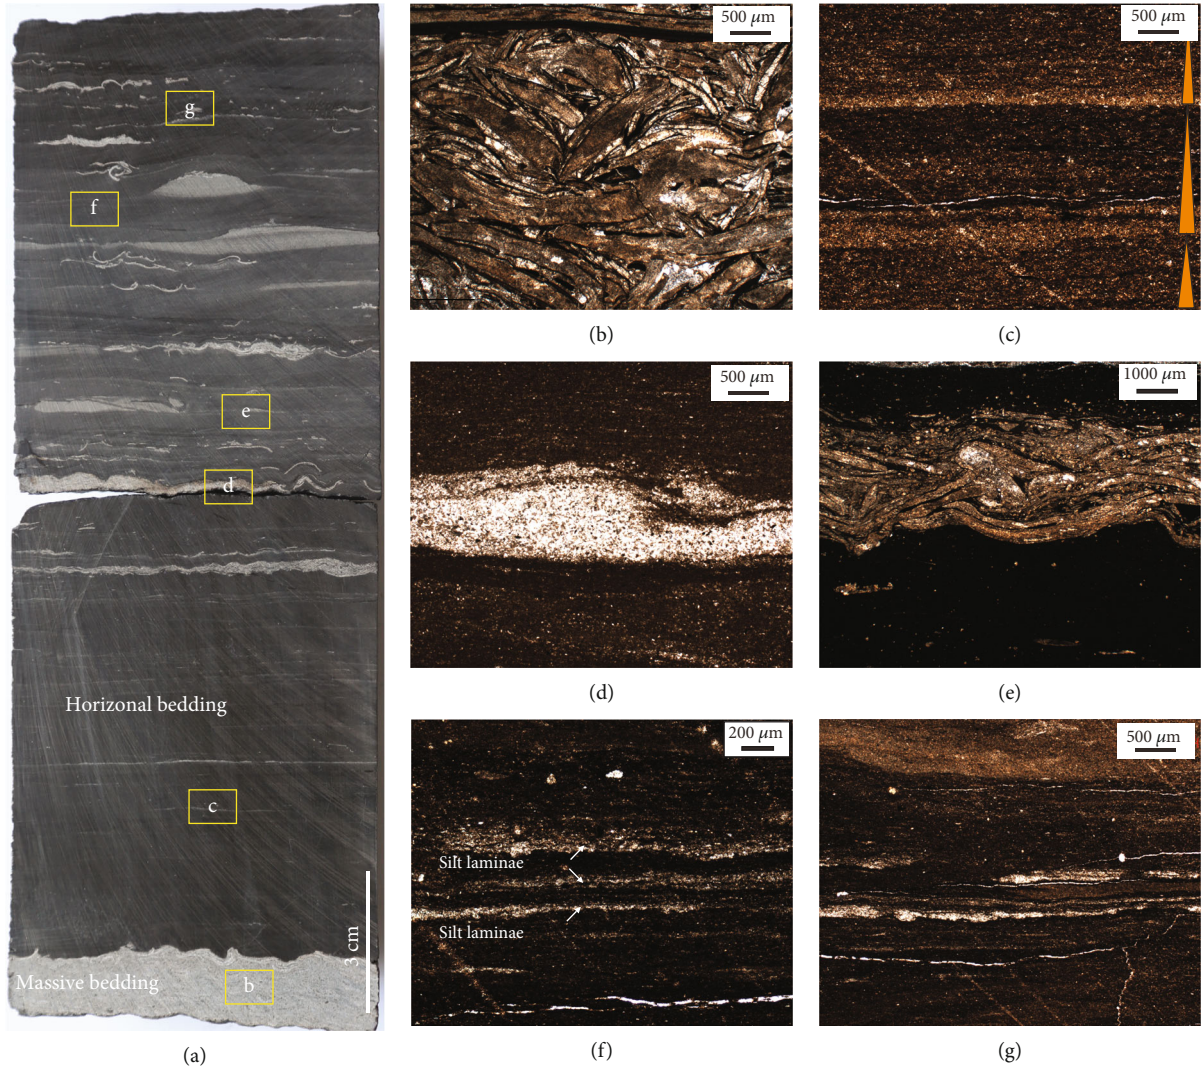 g
f
e
d
Horizonal bedding
c
3 cm
Massive bedding
b
(a)
500 μm
(b)
500 μm
(c)
500 μm
(d)
1000 μm
(e)
200 μm
Silt laminae
Silt laminae
(f)
500 μm
(g)